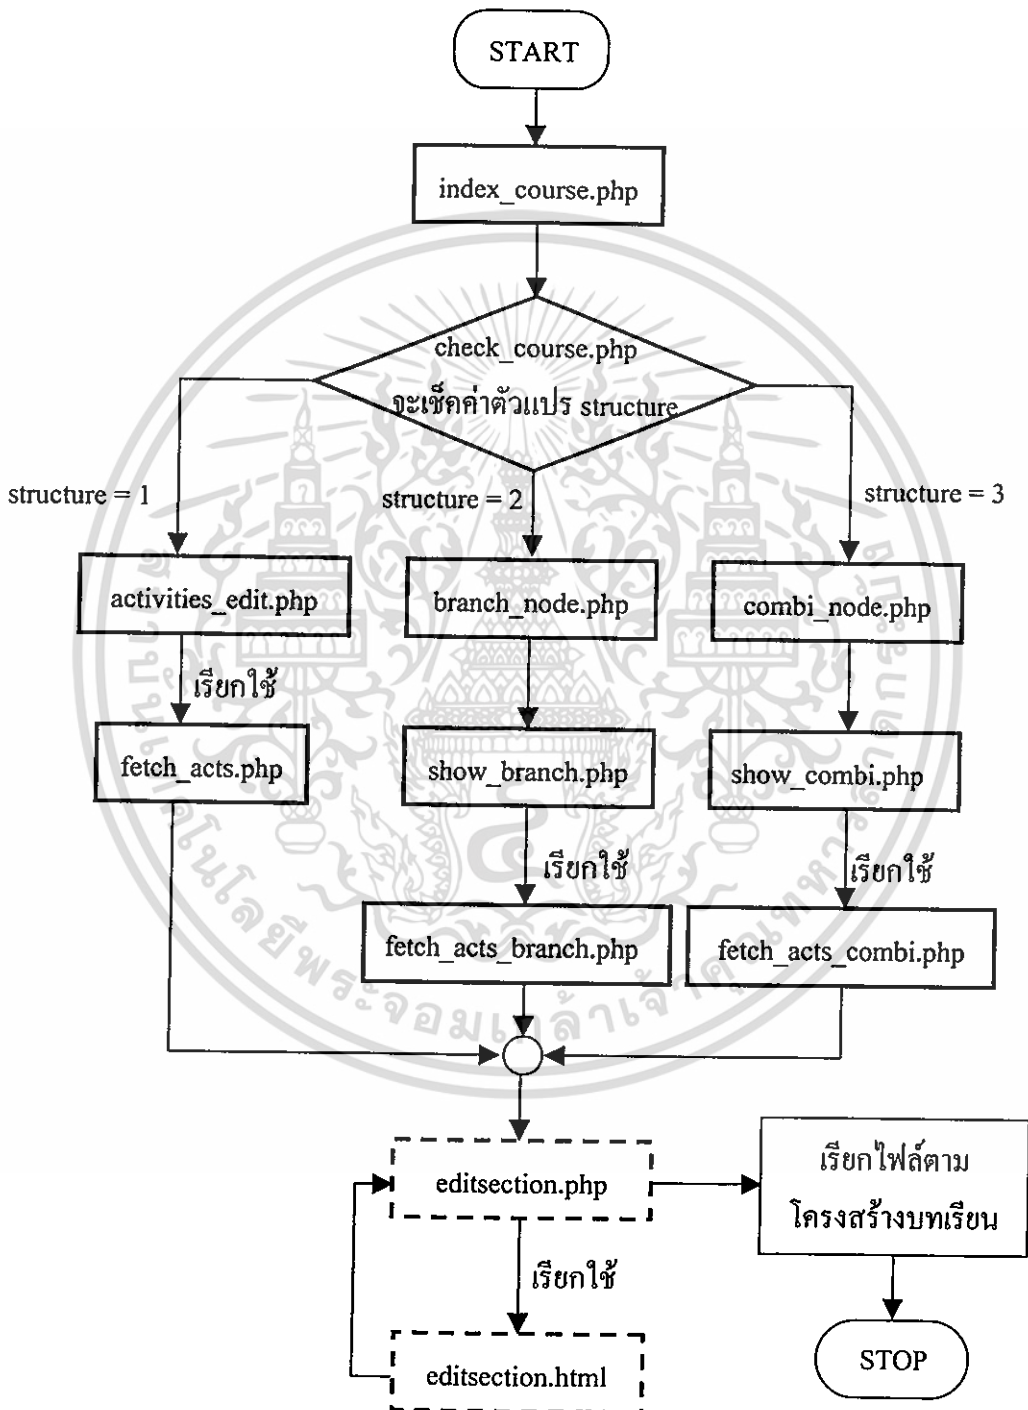 START
index_course.php
check_course.php
จะเช็คค่าตัวแปร structure
structure = 1
structure = 2
structure = 3
activities_edit.php
branch_node.php
combi_node.php
เรียกใช้
fetch_acts.php
show_branch.php
show_combi.php
เรียกใช้
เรียกใช้
fetch_acts_branch.php
fetch_acts_combi.php
editsection.php
เรียกไฟล์ตาม
โครงสร้างบทเรียน
เรียกใช้
editsection.html
STOP